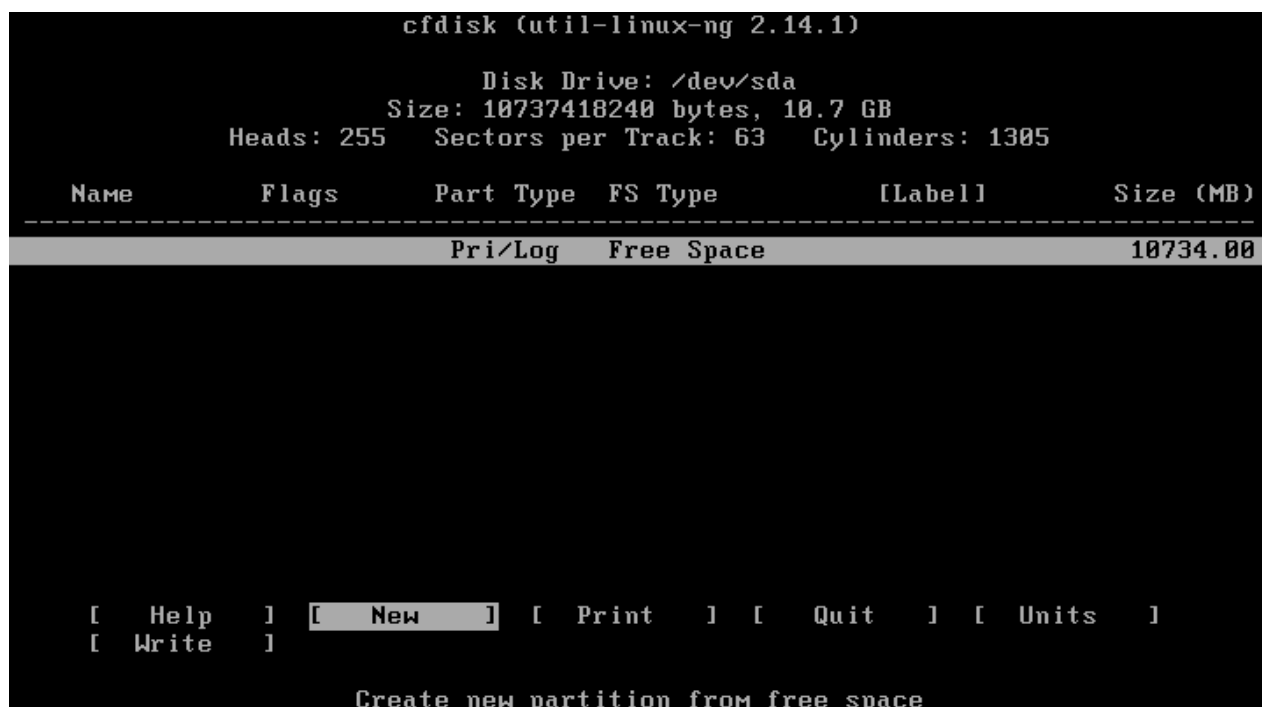 cfdisk (util-linux-ng 2.14.1)
Disk Drive: /dev/sda
Size: 10737418240 bytes, 10.7 GB
Heads: 255   Sectors per Track: 63   Cylinders: 1305
Name        Flags      Part Type  FS Type          [Label]        Size (MB)
------------------------------------------------------------------------------
Pri/Log   Free Space                      10734.00
[   Help   ]  [   New    ]  [  Print   ]  [   Quit   ]  [  Units   ]
[  Write   ]
Create new partition from free space